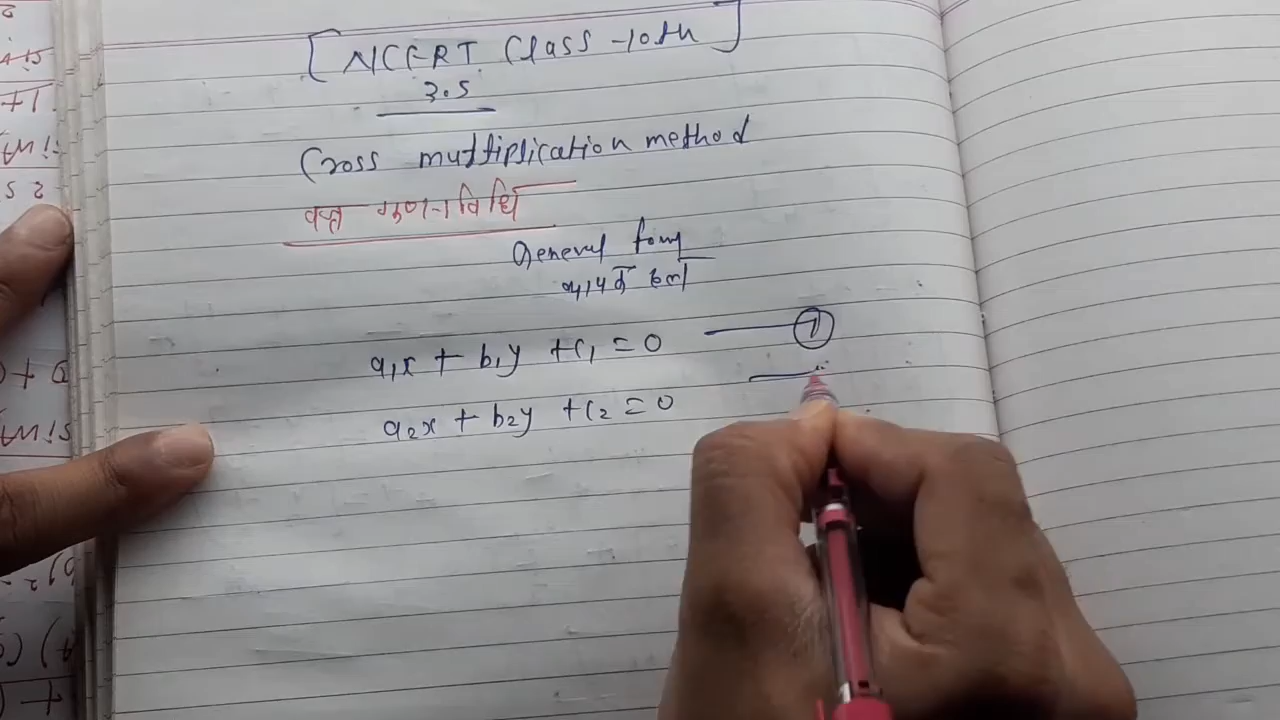 [NCERT Class-10th]
3.5
Cross multiplication method
वज्र गुणन विधि
General form
व्यापक रूप
a₁x + b₁y + c₁ = 0 ——— ①
a₂x + b₂y + c₂ = 0 ——